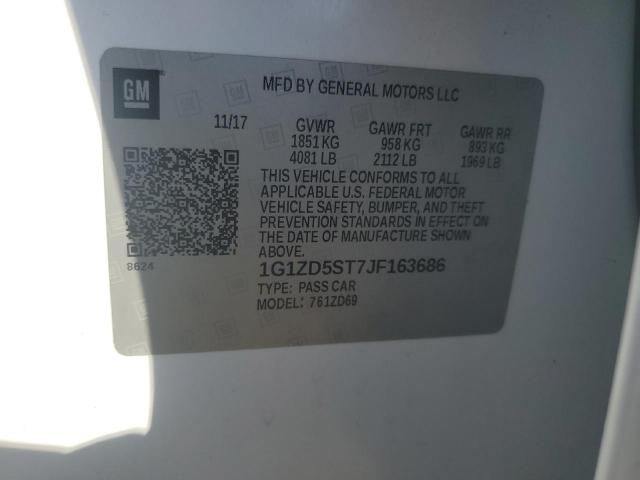 GM
MFD BY GENERAL MOTORS LLC
11/17
GVWR
1851 KG
4081 LB
GAWR FRT
958 KG
2112 LB
GAWR RR
893 KG
1969 LB
THIS VEHICLE CONFORMS TO ALL
APPLICABLE U.S. FEDERAL MOTOR
VEHICLE SAFETY, BUMPER, AND THEFT
PREVENTION STANDARDS IN EFFECT ON
THE DATE OF MANUFACTURE SHOWN
ABOVE.
8624
1G1ZD5ST7JF163686
TYPE: PASS CAR
MODEL: 761ZD69